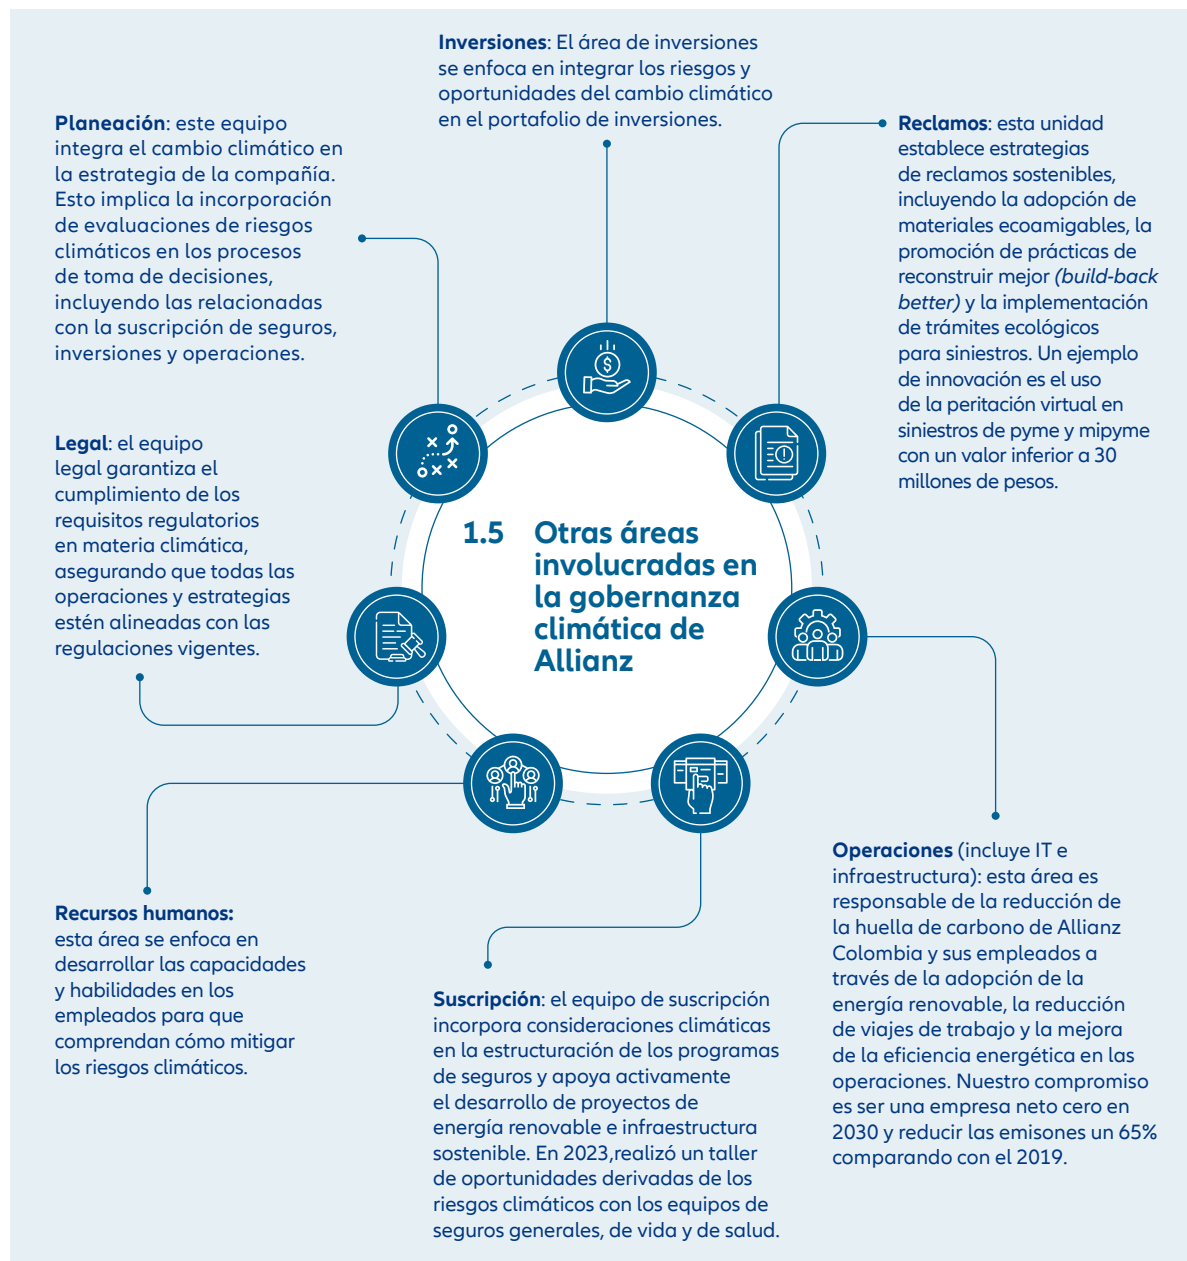 Inversiones: El área de inversiones
se enfoca en integrar los riesgos y
oportunidades del cambio climático
en el portafolio de inversiones.
Planeación: este equipo
integra el cambio climático en
la estrategia de la compañía.
Esto implica la incorporación
de evaluaciones de riesgos
climáticos en los procesos
de toma de decisiones,
incluyendo las relacionadas
con la suscripción de seguros,
inversiones y operaciones.
Reclamos: esta unidad
establece estrategias
de reclamos sostenibles,
incluyendo la adopción de
materiales ecoamigables, la
promoción de prácticas de
reconstruir mejor (build-back
better) y la implementación
de trámites ecológicos
para siniestros. Un ejemplo
de innovación es el uso
de la peritación virtual en
siniestros de pyme y mipyme
con un valor inferior a 30
millones de pesos.
Legal: el equipo
legal garantiza el
cumplimiento de los
requisitos regulatorios
en materia climática,
asegurando que todas las
operaciones y estrategias
estén alineadas con las
regulaciones vigentes.
1.5 Otras áreas
involucradas en
la gobernanza
climática de
Allianz
Recursos humanos:
esta área se enfoca en
desarrollar las capacidades
y habilidades en los
empleados para que
comprendan cómo mitigar
los riesgos climáticos.
Suscripción: el equipo de suscripción
incorpora consideraciones climáticas
en la estructuración de los programas
de seguros y apoya activamente
el desarrollo de proyectos de
energía renovable e infraestructura
sostenible. En 2023,realizó un taller
de oportunidades derivadas de los
riesgos climáticos con los equipos de
seguros generales, de vida y de salud.
Operaciones (incluye IT e
infraestructura): esta área es
responsable de la reducción de
la huella de carbono de Allianz
Colombia y sus empleados a
través de la adopción de la
energía renovable, la reducción
de viajes de trabajo y la mejora
de la eficiencia energética en las
operaciones. Nuestro compromiso
es ser una empresa neto cero en
2030 y reducir las emisones un 65%
comparando con el 2019.